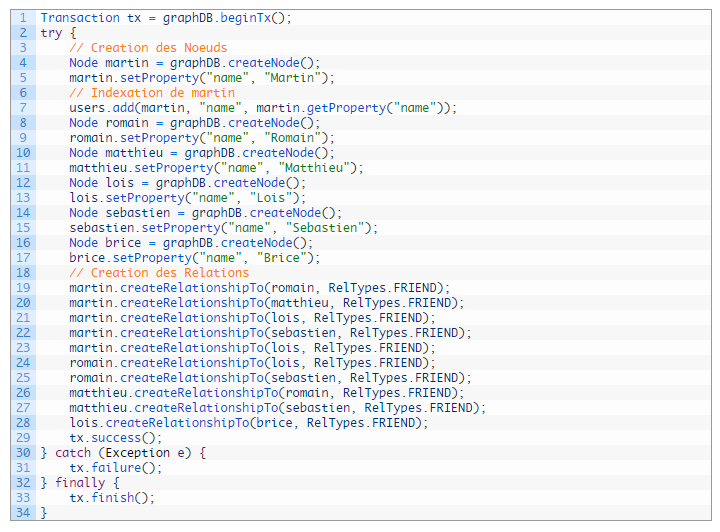 1 Transaction tx = graphDB.beginTx();
2 try {
3     // Creation des Noeuds
4     Node martin = graphDB.createNode();
5     martin.setProperty("name", "Martin");
6     // Indexation de martin
7     users.add(martin, "name", martin.getProperty("name"));
8     Node romain = graphDB.createNode();
9     romain.setProperty("name", "Romain");
10     Node matthieu = graphDB.createNode();
11     matthieu.setProperty("name", "Matthieu");
12     Node lois = graphDB.createNode();
13     lois.setProperty("name", "Lois");
14     Node sebastien = graphDB.createNode();
15     sebastien.setProperty("name", "Sebastien");
16     Node brice = graphDB.createNode();
17     brice.setProperty("name", "Brice");
18     // Creation des Relations
19     martin.createRelationshipTo(romain, RelTypes.FRIEND);
20     martin.createRelationshipTo(matthieu, RelTypes.FRIEND);
21     martin.createRelationshipTo(lois, RelTypes.FRIEND);
22     martin.createRelationshipTo(sebastien, RelTypes.FRIEND);
23     martin.createRelationshipTo(lois, RelTypes.FRIEND);
24     romain.createRelationshipTo(lois, RelTypes.FRIEND);
25     romain.createRelationshipTo(sebastien, RelTypes.FRIEND);
26     matthieu.createRelationshipTo(romain, RelTypes.FRIEND);
27     matthieu.createRelationshipTo(sebastien, RelTypes.FRIEND);
28     lois.createRelationshipTo(brice, RelTypes.FRIEND);
29     tx.success();
30 } catch (Exception e) {
31     tx.failure();
32 } finally {
33     tx.finish();
34 }